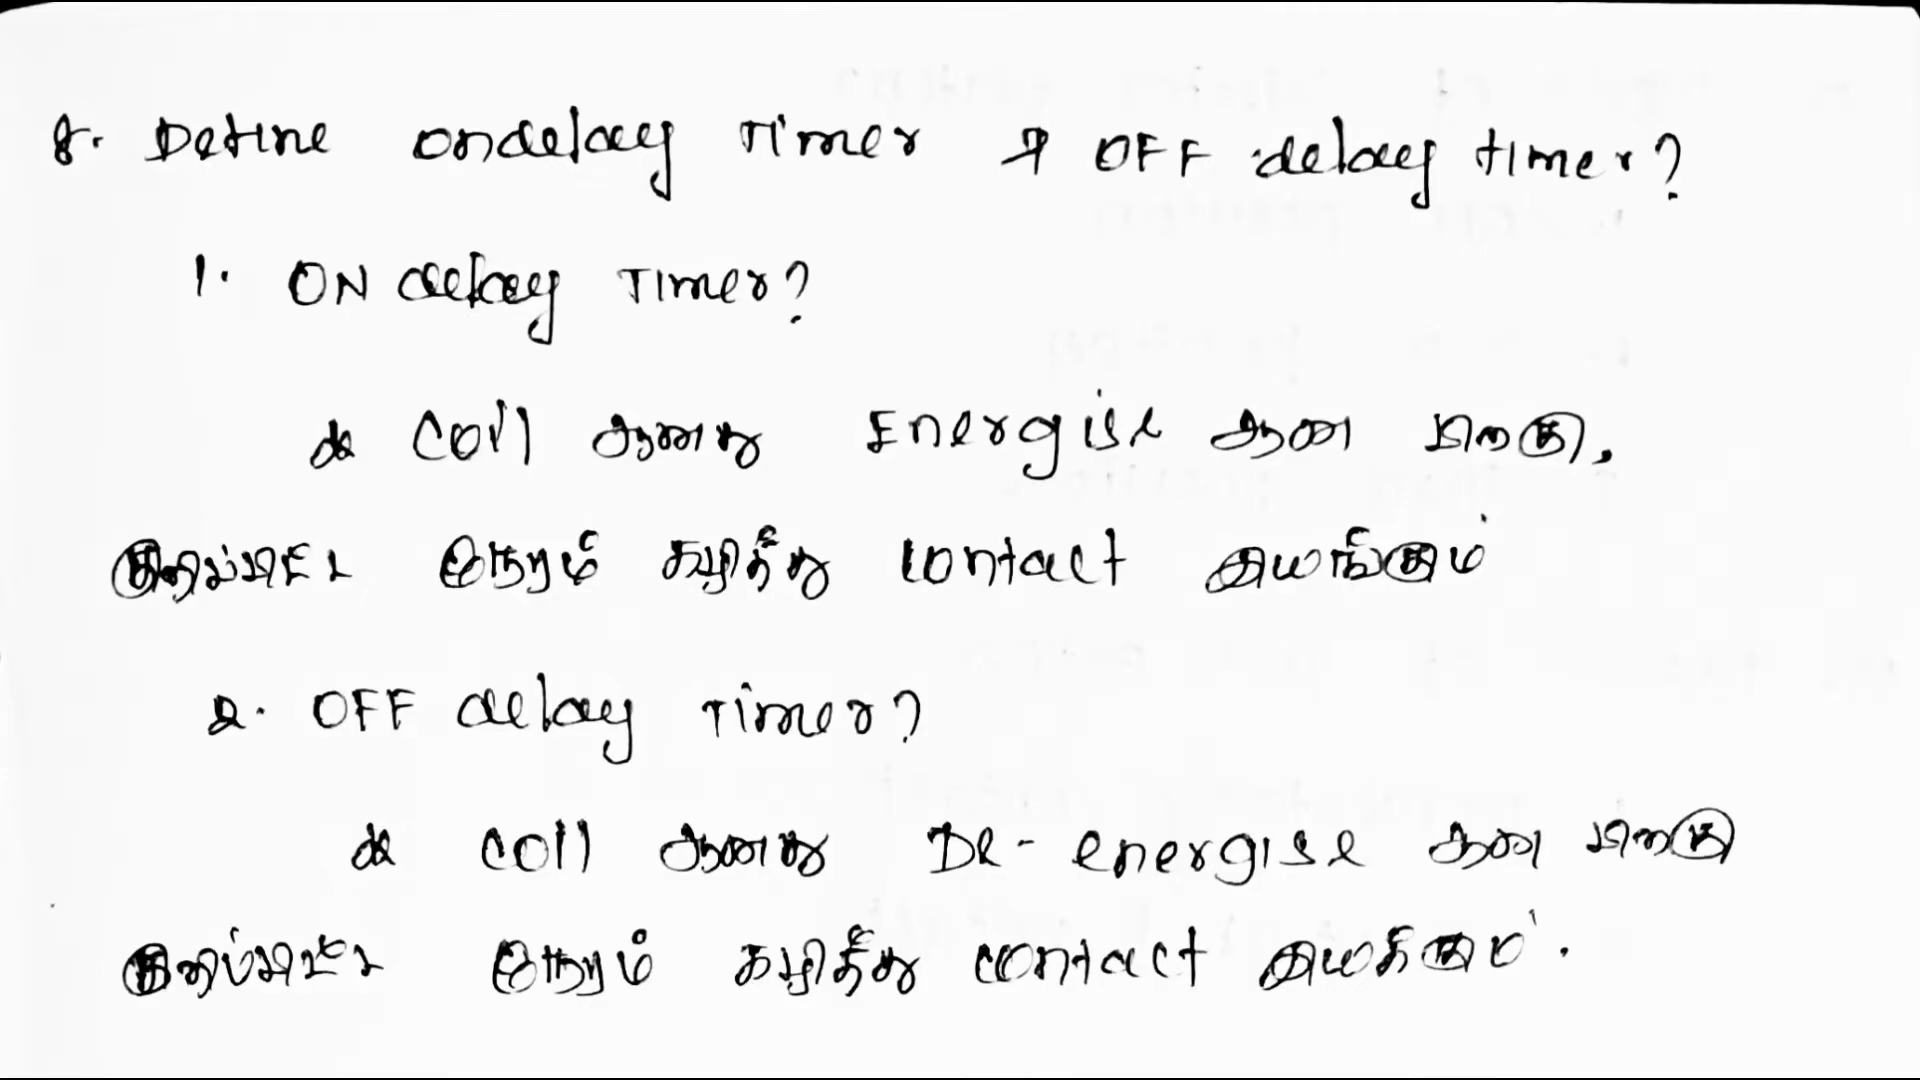 8. Define ondelay Timer & OFF delay timer?
1. ON delay Timer?
* Coil ஆனது Energise ஆன பிறகு,
குறிப்பிட்ட நேரம் கழித்து contact இயங்கும்
2. OFF delay Timer?
* Coil ஆனது De-energise ஆன பிறகு
குறிப்பிட்ட நேரம் கழித்து contact இயங்கும்.